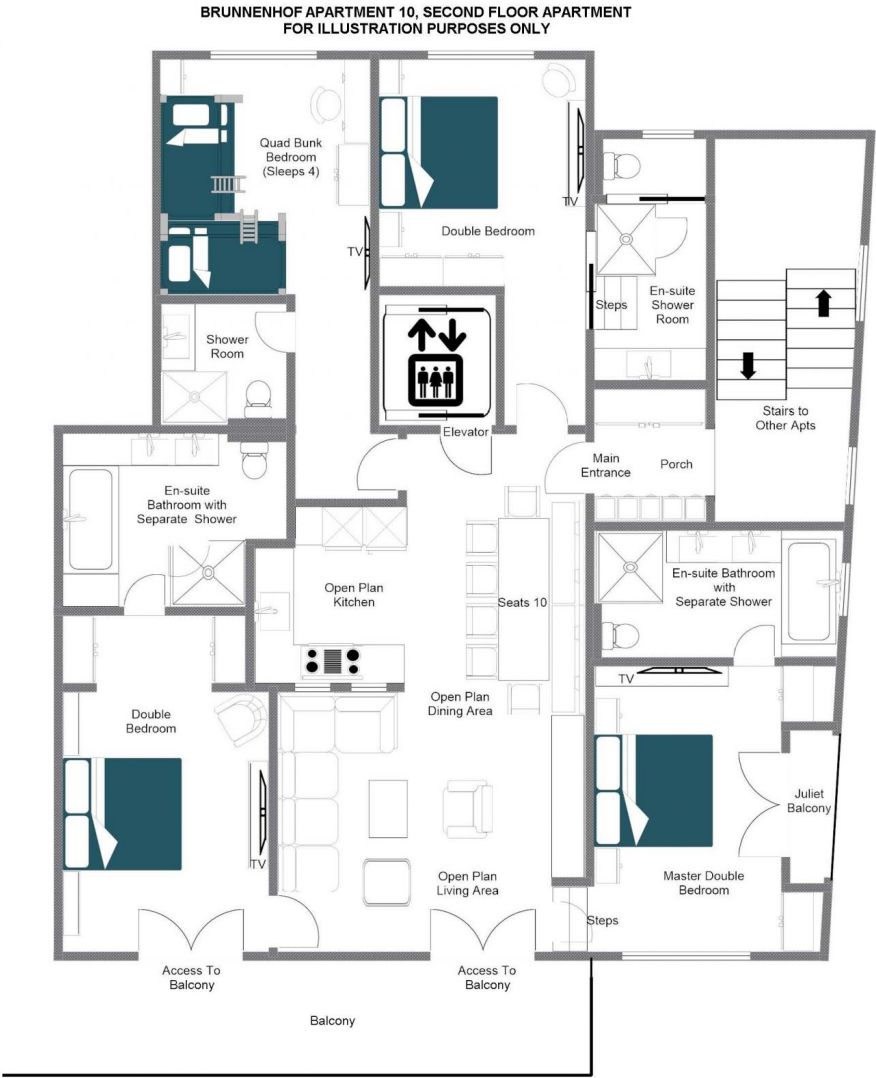 BRUNNENHOF APARTMENT 10, SECOND FLOOR APARTMENT
FOR ILLUSTRATION PURPOSES ONLY
Quad Bunk
Bedroom
(Sleeps 4)
TV
Double Bedroom
TV
Steps
En-suite
Shower
Room
Shower
Room
Elevator
Stairs to
Other Apts
Main
Entrance
Porch
En-suite
Bathroom with
Separate Shower
Open Plan
Kitchen
Seats 10
En-suite Bathroom
with
Separate Shower
TV
Open Plan
Dining Area
Double
Bedroom
Juliet
Balcony
TV
Open Plan
Living Area
Master Double
Bedroom
Steps
Access To
Balcony
Access To
Balcony
Balcony